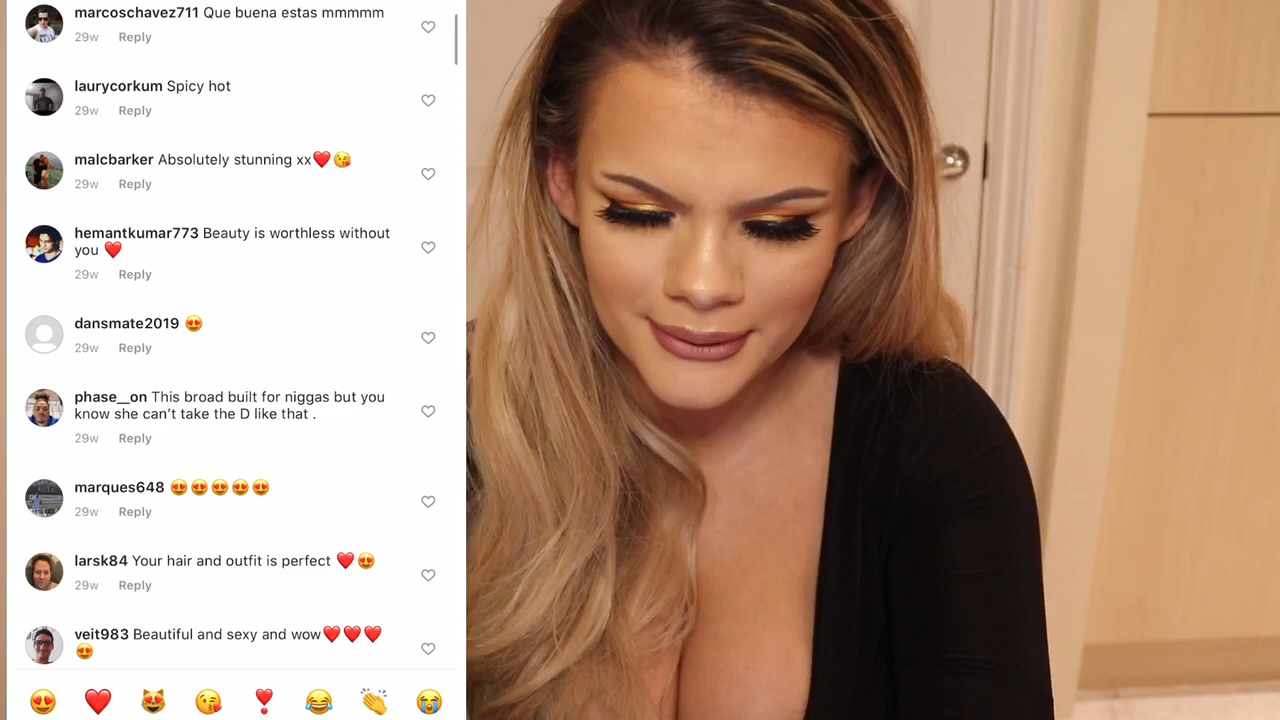 marcoschavez711 Que buena estas mmmmm
29w Reply
laurycorkum Spicy hot
29w Reply
malcbarker Absolutely stunning xx❤️😘
29w Reply
hemantkumar773 Beauty is worthless without
you ❤️
29w Reply
dansmate2019 😍
29w Reply
phase__on This broad built for niggas but you
know she can't take the D like that .
29w Reply
marques648 😍😍😍😍😍
29w Reply
larsk84 Your hair and outfit is perfect ❤️😍
29w Reply
veit983 Beautiful and sexy and wow❤️❤️❤️
😍